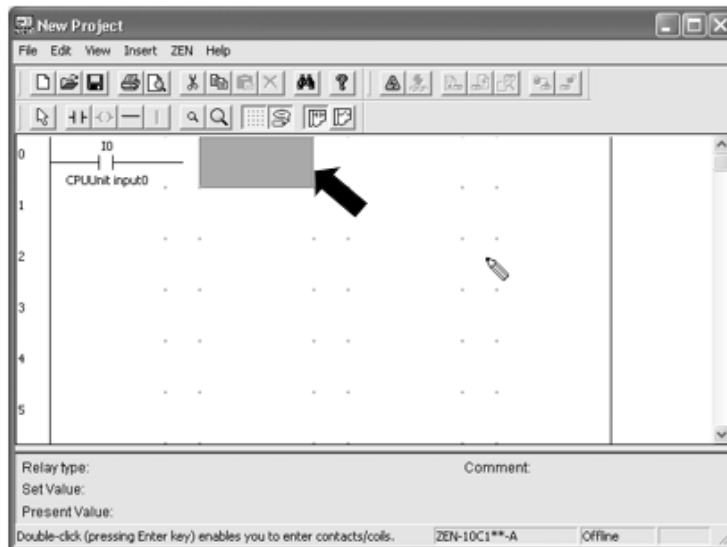 New Project
File Edit View Insert ZEN Help
0
I0
CPUUnit input0
1
2
3
4
5
Relay type: Comment:
Set Value:
Present Value:
Double-click (pressing Enter key) enables you to enter contacts/coils. ZEN-10C1**-A Offline